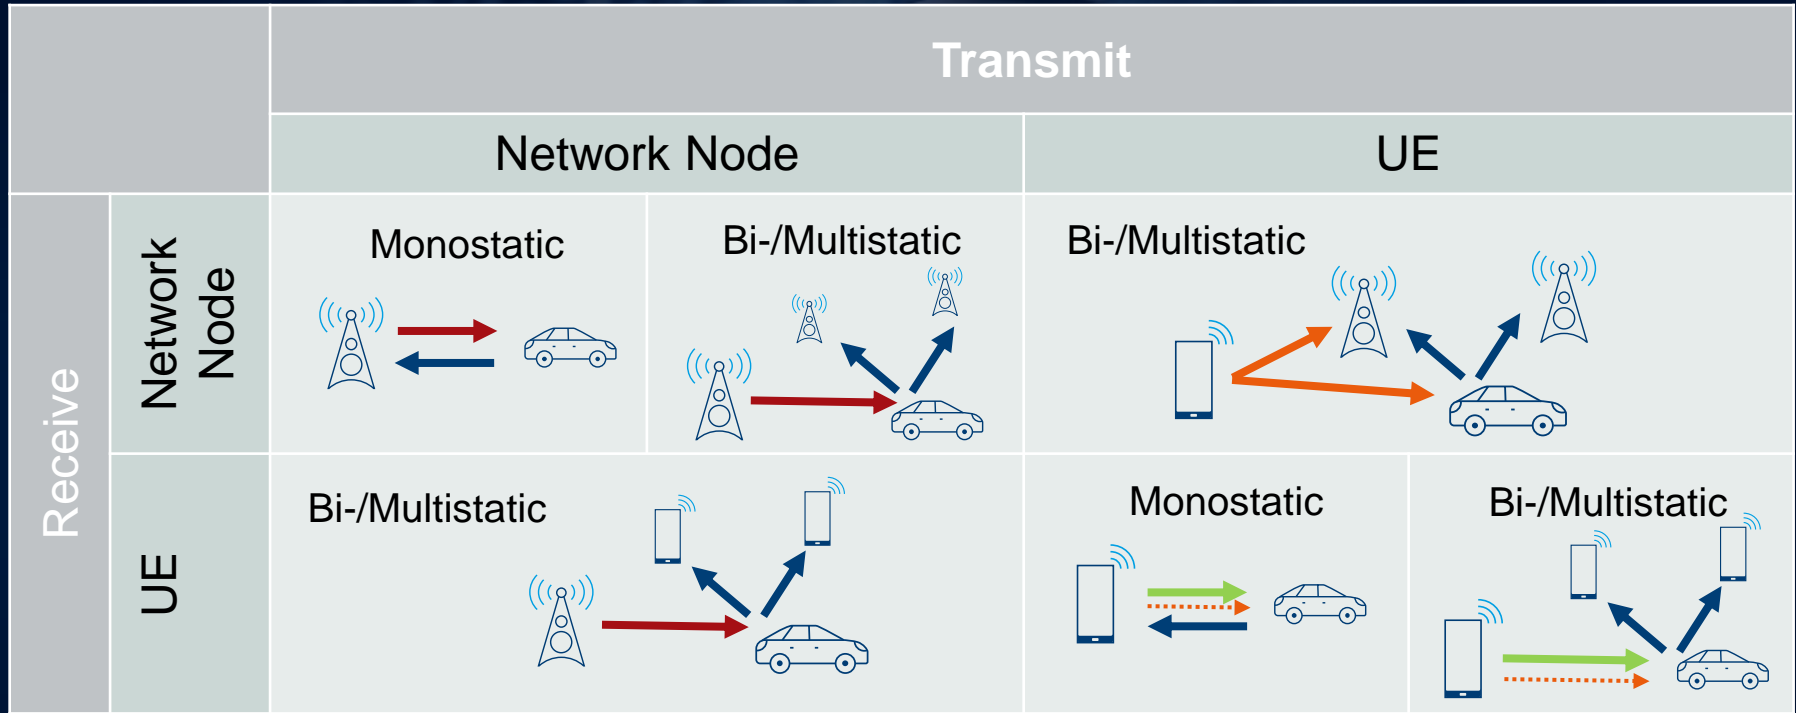 Transmit
Network Node
UE
Receive
Network
Node
Monostatic
Bi-/Multistatic
Bi-/Multistatic
UE
Bi-/Multistatic
Monostatic
Bi-/Multistatic